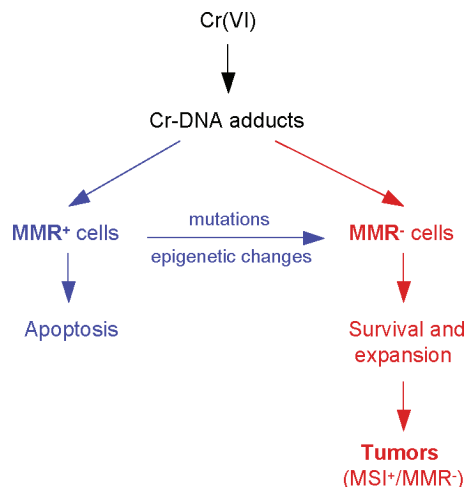 Cr(VI)
Cr-DNA adducts
MMR⁺ cells
mutations
epigenetic changes
MMR⁻ cells
Apoptosis
Survival and
expansion
Tumors
(MSI⁺/MMR⁻)